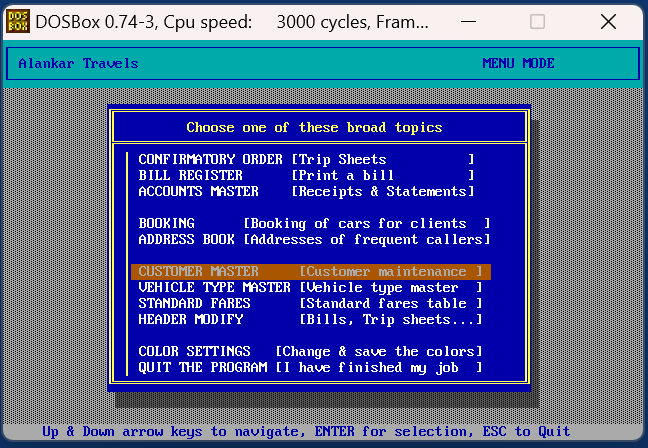 DOS
BOX
DOSBox 0.74-3, Cpu speed: 3000 cycles, Fram...
Alankar Travels MENU MODE
Choose one of these broad topics
CONFIRMATORY ORDER [Trip Sheets ]
BILL REGISTER [Print a bill ]
ACCOUNTS MASTER [Receipts & Statements]
BOOKING [Booking of cars for clients ]
ADDRESS BOOK [Addresses of frequent callers]
CUSTOMER MASTER [Customer maintenance ]
VEHICLE TYPE MASTER [Vehicle type master ]
STANDARD FARES [Standard fares table ]
HEADER MODIFY [Bills, Trip sheets...]
COLOR SETTINGS [Change & save the colors]
QUIT THE PROGRAM [I have finished my job ]
Up & Down arrow keys to navigate, ENTER for selection, ESC to Quit